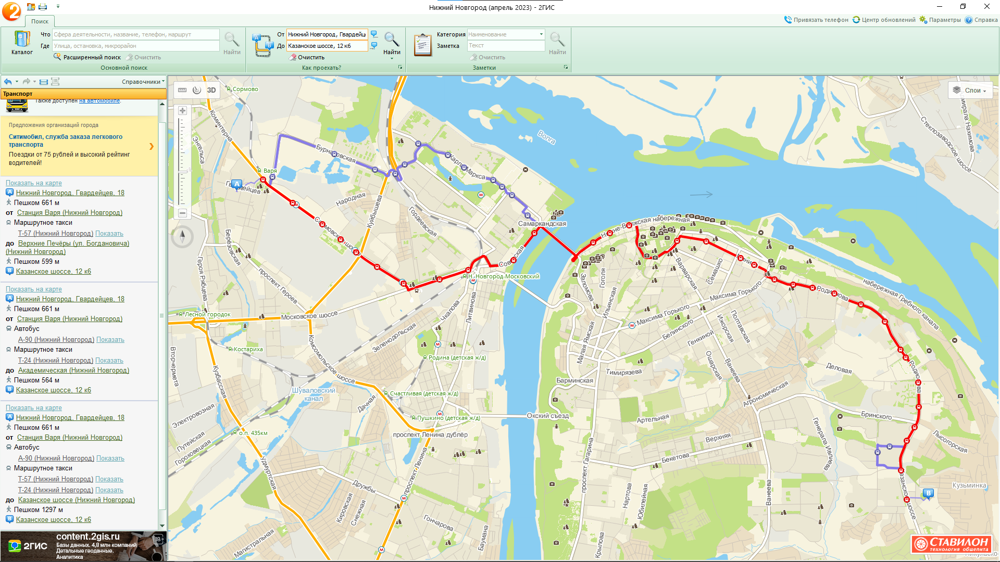 Нижний Новгород (апрель 2023) - 2ГИС
Поиск
Привязать телефон
Центр обновлений
Параметры
Справка
Каталог
Что
Сфера деятельности, название, телефон, маршрут
Где
Улица, остановка, микрорайон
Расширенный поиск
Очистить
Найти
Основной поиск
От
Нижний Новгород, Гвардейц
До
Казанское шоссе, 12 к6
Очистить
Найти
Как проехать?
Категория
Наименование
Заметка
Текст
Очистить
Найти
Заметки
Справочники
Транспорт
Также доступен на автомобиле.
Предложения организаций города
Ситимобил, служба заказа легкового
транспорта
Поездки от 75 рублей и высокий рейтинг
водителей!
Показать на карте
A Нижний Новгород, Гвардейцев, 18
Пешком 661 м
от Станция Варя (Нижний Новгород)
Маршрутное такси
Т-57 (Нижний Новгород) Показать
до Верхние Печёры (ул. Богдановича)
(Нижний Новгород)
Пешком 599 м
B Казанское шоссе, 12 к6
Показать на карте
A Нижний Новгород, Гвардейцев, 18
Пешком 661 м
от Станция Варя (Нижний Новгород)
Автобус
А-90 (Нижний Новгород) Показать
Маршрутное такси
Т-24 (Нижний Новгород) Показать
до Академическая (Нижний Новгород)
Пешком 564 м
B Казанское шоссе, 12 к6
Показать на карте
A Нижний Новгород, Гвардейцев, 18
Пешком 661 м
от Станция Варя (Нижний Новгород)
Автобус
А-90 (Нижний Новгород) Показать
Маршрутное такси
Т-57 (Нижний Новгород) Показать
Т-24 (Нижний Новгород) Показать
до Казанское шоссе (Нижний Новгород)
Пешком 1297 м
B Казанское шоссе, 12 к6
2ГИС
content.2gis.ru
Базы данных. 4,8 млн компаний
Детальные геоданные.
Аналитика
18+
3D
Слои
Сормово
Коминтерна
Энгельса
Волга
Адмирала Нахимова
Стеклозаводское шоссе
Бурнаковская
Карла Маркса
Варя
A
Народная
Куйбышева
Гордеевская
Самаркандская
Нижне-Волжская набережная
Берёзовская
Героя Рябцева
проспект Героев
Советская
Н. Новгород-Московский
Варварская
Семашко
Гоголя
Заломова
Ильинская
Максима Горького
Максима Горького
Родионова
набережная Гребного канала
Лесной городок
Московское шоссе
Чкалова
Литвинова
Зеленодольская
Белинского
Генкиной
Ижорская
Полтавская
Малая Ямская
Костариха
Вторчермета
Кузбасская
Комсомольское шоссе
Родина (детская ж/д)
Тимирязева
Ошарская
Ванеева
Деловая
Родионова
Барминская
Агрономическая
Шуваловский
канал
Дачная
Счастливая (детская ж/д)
Пушкино (детская ж/д)
Окский съезд
Артельная
Бринского
Электровозная
Путейская
Гороховецкая
о.п. 435км
проспект Ленина дублёр
Верхняя
Лысогорская
Генерала Ивлиева
Бекетова
проспект Гагарина
Удмуртская
проспект Ленина
Дружбы
Кировская
Снежная
Гончарова
Баумана
Магистральная
Нартова
Юбилейная
Ванеева
Крылова
Казанское шоссе
Кузьминка
B
СТАВИЛОН
технология общепита